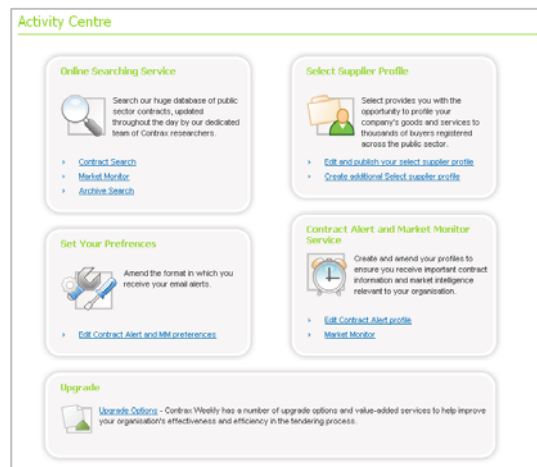 Activity Centre
Online Searching Service
Search our huge database of public
sector contracts, updated
throughout the day by our dedicated
team of Contrax researchers.
Contract Search
Market Monitor
Archive Search
Select Supplier Profile
Select provides you with the
opportunity to profile your
company's goods and services to
thousands of buyers registered
across the public sector.
Edit and publish your select supplier profile
Create additional Select supplier profile
Set Your Prefrences
Amend the format in which you
receive your email alerts.
Edit Contract Alert and MM preferences
Contract Alert and Market Monitor
Service
Create and amend your profiles to
ensure you receive important contract
information and market intelligence
relevant to your organisation.
Edit Contract Alert profile
Market Monitor
Upgrade
Upgrade Options - Contrax Weekly has a number of upgrade options and value-added services to help improve
your organisation's effectiveness and efficiency in the tendering process.